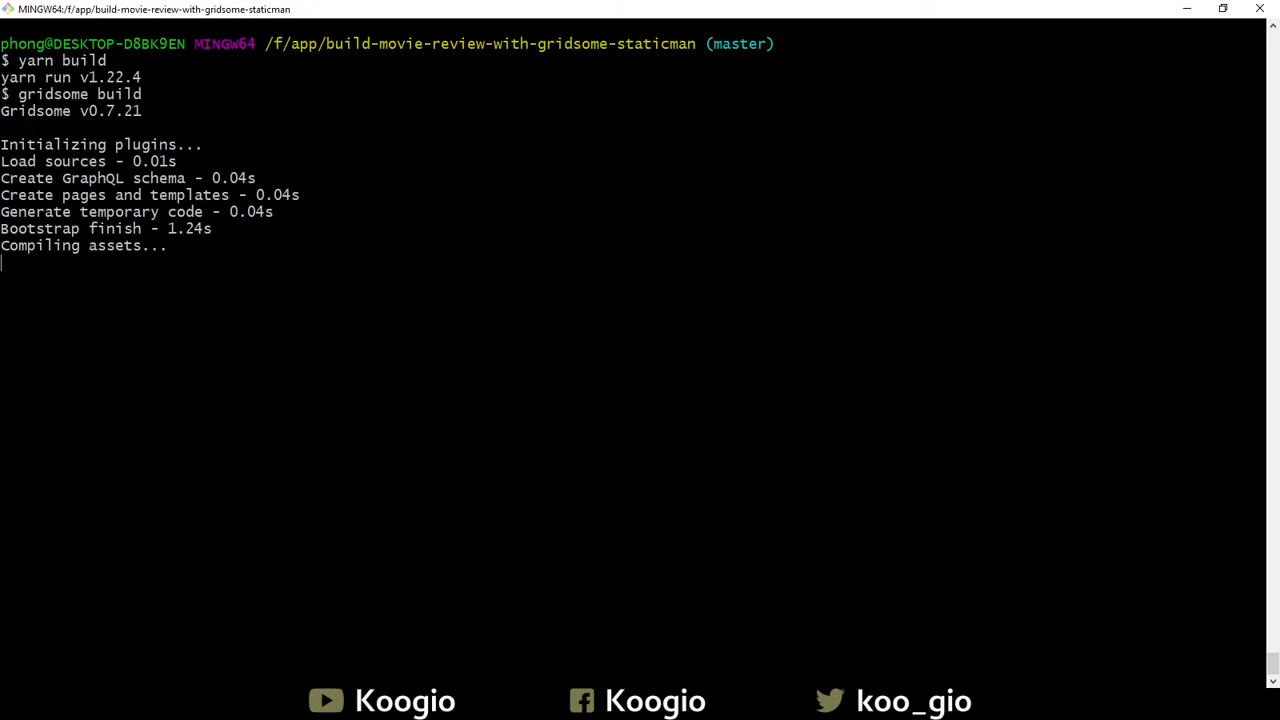 MINGW64:/f/app/build-movie-review-with-gridsome-staticman
phong@DESKTOP-D8BK9EN MINGW64 /f/app/build-movie-review-with-gridsome-staticman (master)
$ yarn build
yarn run v1.22.4
$ gridsome build
Gridsome v0.7.21
Initializing plugins...
Load sources - 0.01s
Create GraphQL schema - 0.04s
Create pages and templates - 0.04s
Generate temporary code - 0.04s
Bootstrap finish - 1.24s
Compiling assets...
Koogio Koogio koo_gio